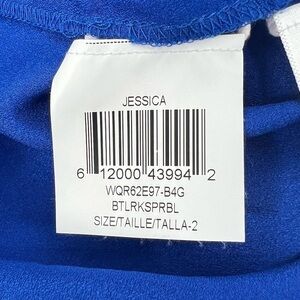 JESSICA
6 12000 43994 2
WQR62E97-B4G
BTLRKSPRBL
SIZE/TAILLE/TALLA-2